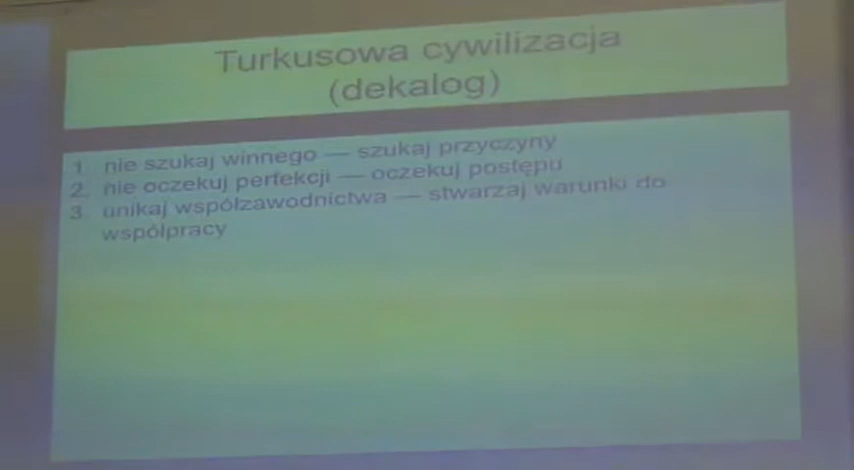 Turkusowa cywilizacja
(dekalog)
1. nie szukaj winnego — szukaj przyczyny
2. nie oczekuj perfekcji — oczekuj postępu
3. unikaj współzawodnictwa — stwarzaj warunki do
współpracy